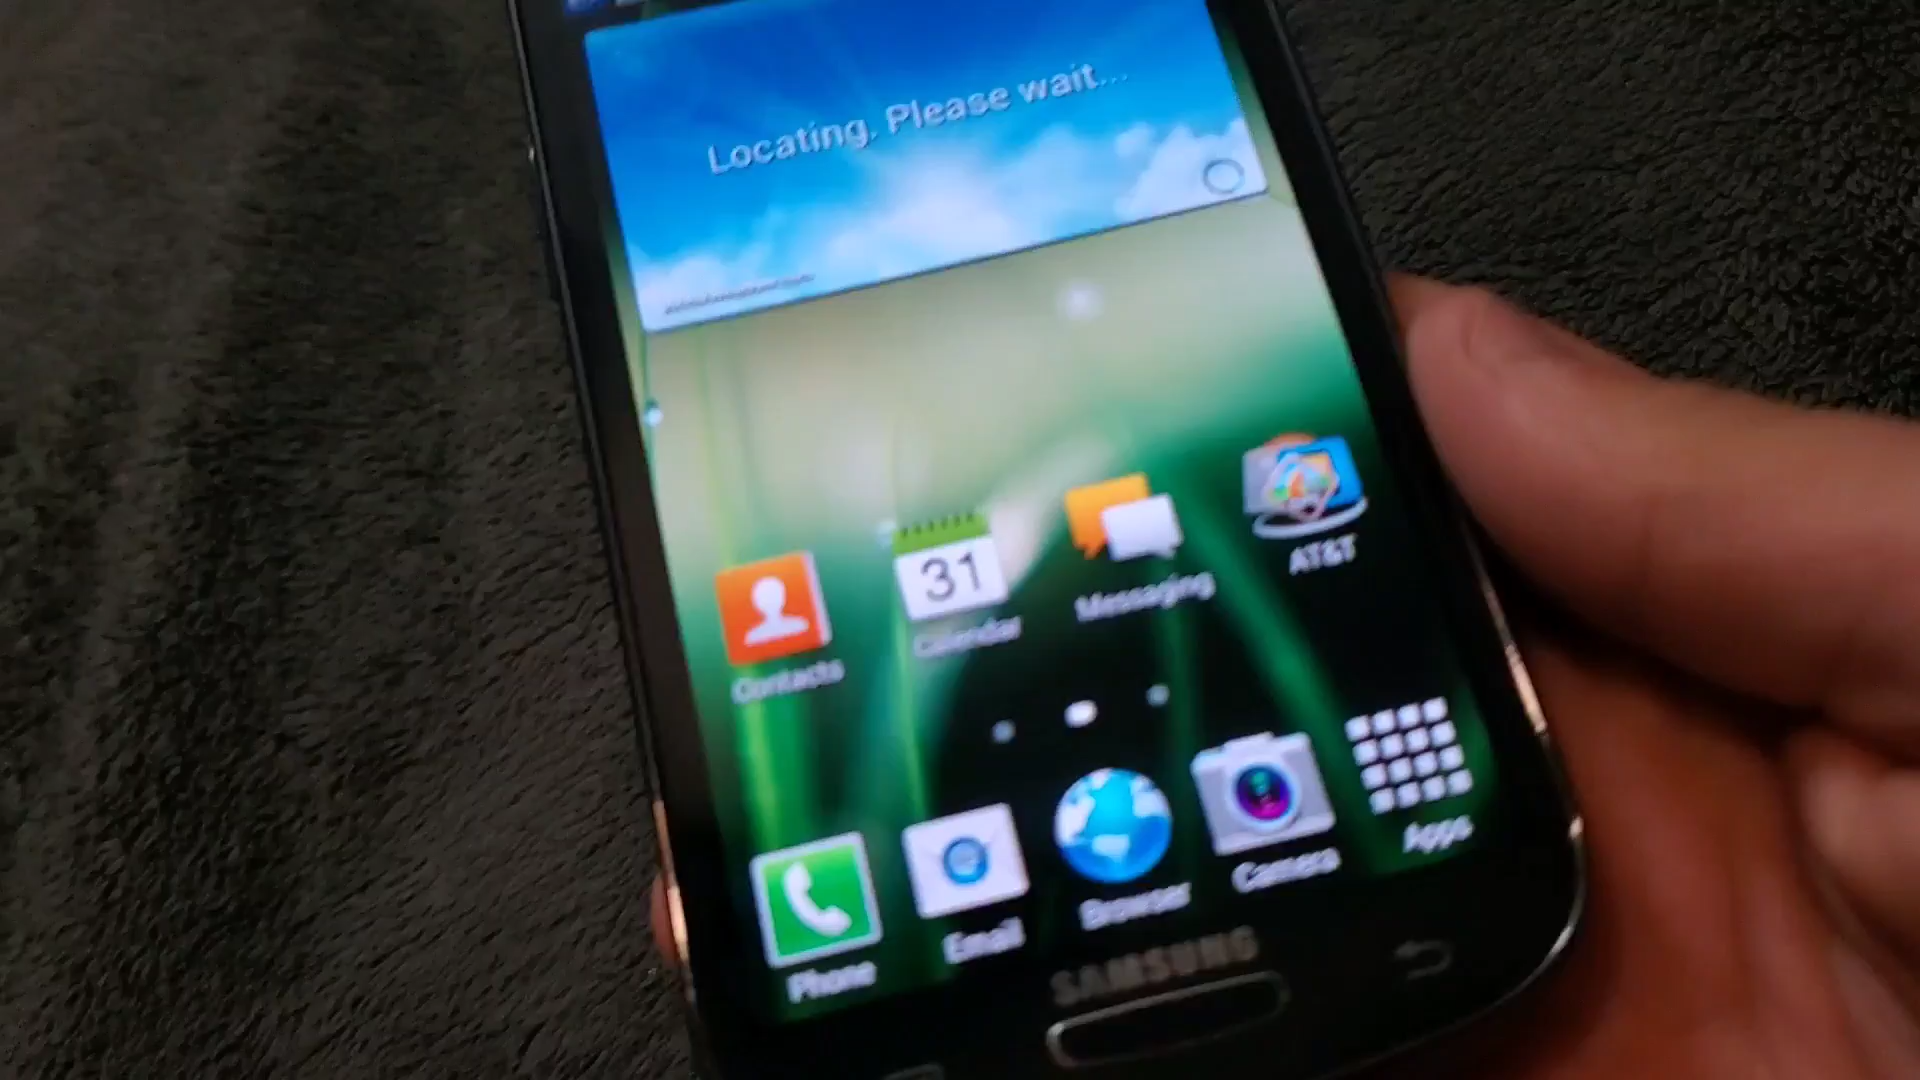 Locating. Please wait...
31
AT&T
Messaging
Calendar
Contacts
Apps
Camera
Browser
Email
Phone
SAMSUNG